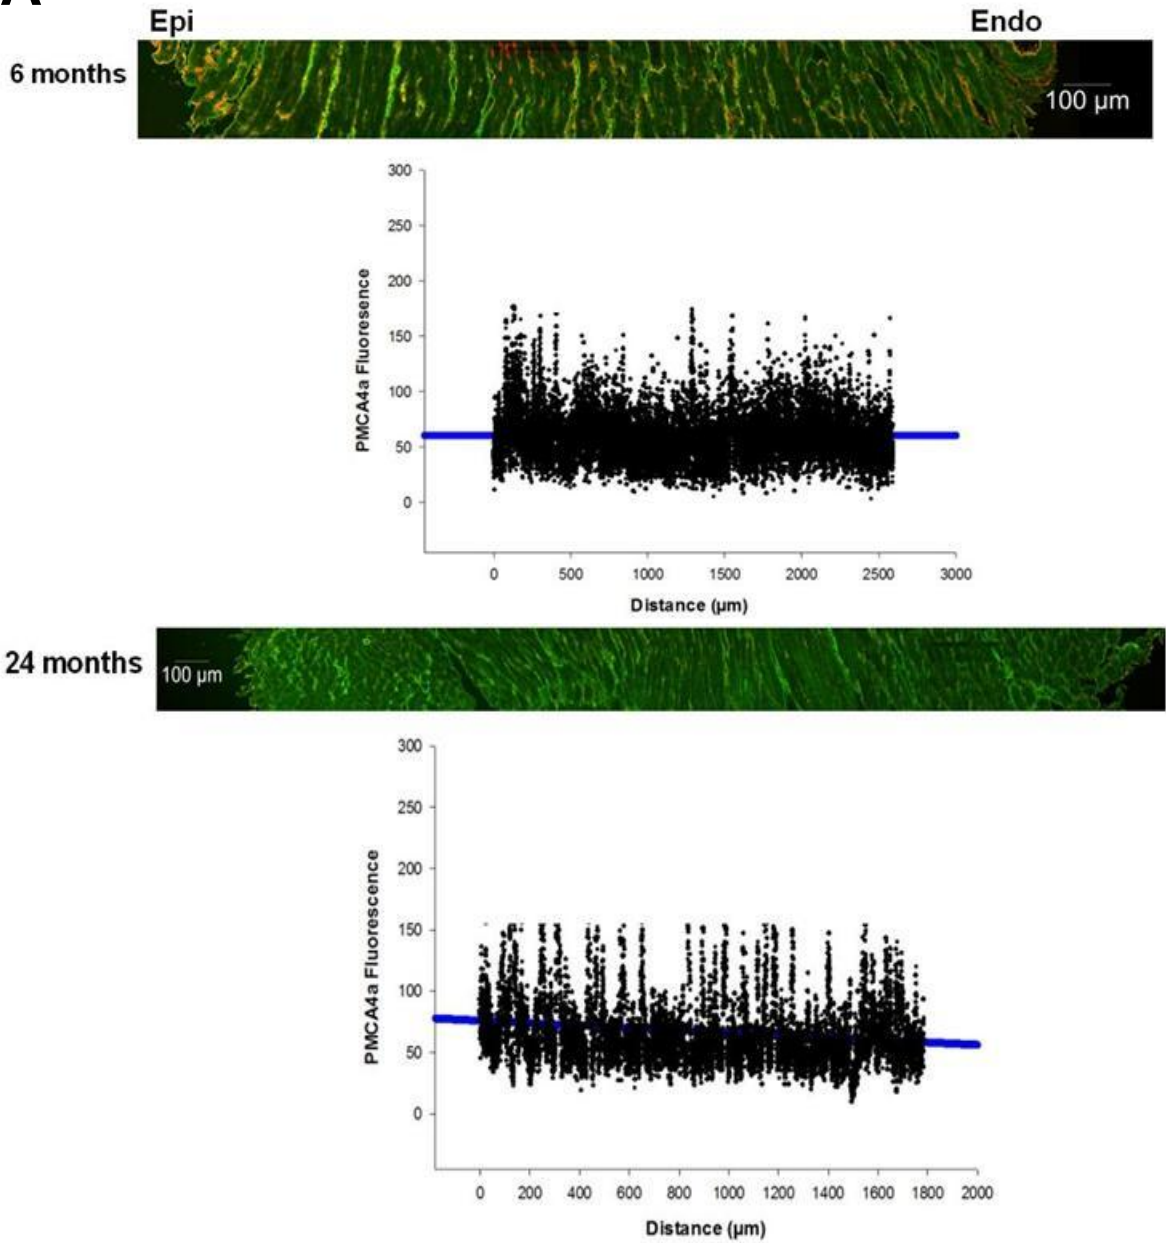 A
Epi Endo
6 months
100 µm
300
250
200
150
100
50
0
PMCA4a Fluoresence
0 500 1000 1500 2000 2500 3000
Distance (µm)
24 months
100 µm
300
250
200
150
100
50
0
PMCA4a Fluorescence
0 200 400 600 800 1000 1200 1400 1600 1800 2000
Distance (µm)